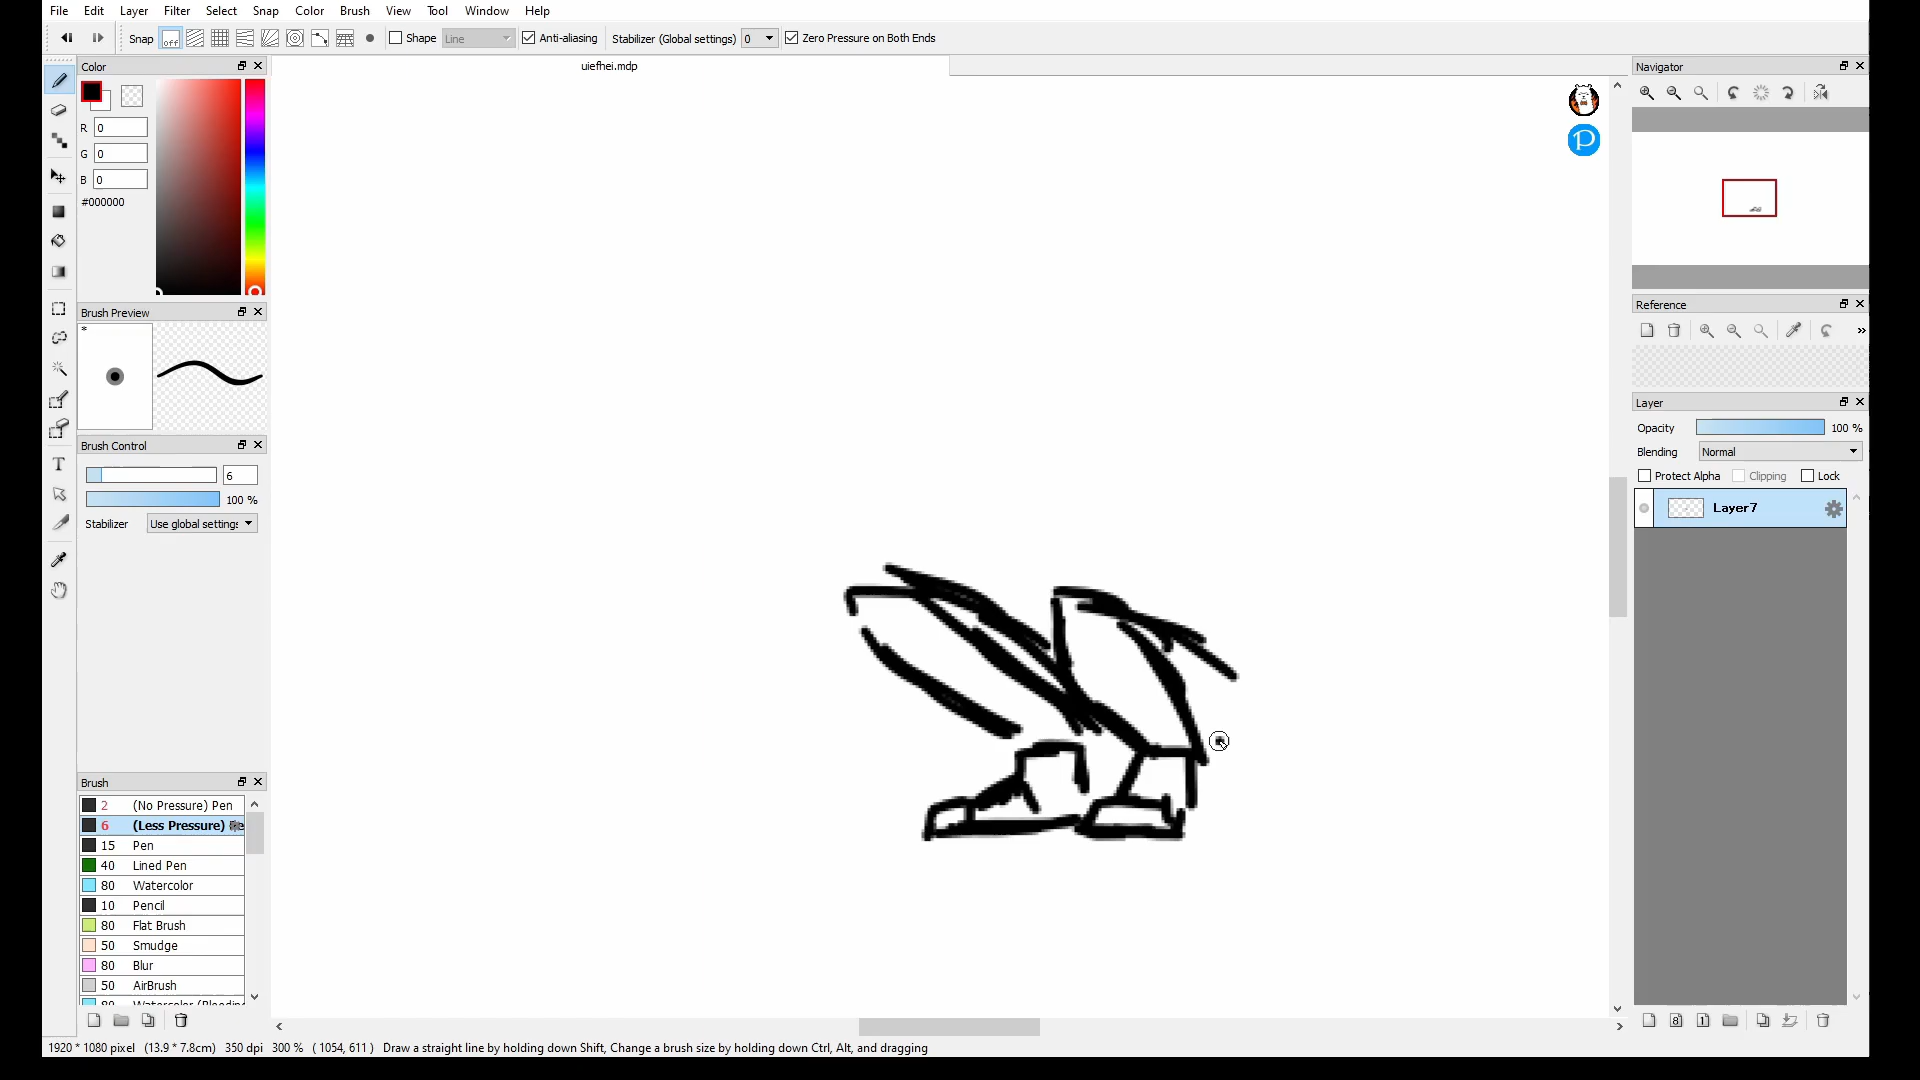 File Edit Layer Filter Select Snap Color Brush View Tool Window Help
Snap off Shape Line Anti-aliasing Stabilizer (Global settings) 0 Zero Pressure on Both Ends
Color
uiefhei.mdp
R 0
G 0
B 0
#000000
Brush Preview
*
Brush Control
6
100 %
Stabilizer Use global settings
T
Brush
2 (No Pressure) Pen
6 (Less Pressure)
15 Pen
40 Lined Pen
80 Watercolor
10 Pencil
80 Flat Brush
50 Smudge
80 Blur
50 AirBrush
80 Watercolor
P
Navigator
Reference
»
Layer
Opacity 100 %
Blending Normal
Protect Alpha Clipping Lock
Layer7
8 1
1920 * 1080 pixel (13.9 * 7.8cm) 350 dpi 300 % ( 1054, 611 ) Draw a straight line by holding down Shift, Change a brush size by holding down Ctrl, Alt, and dragging